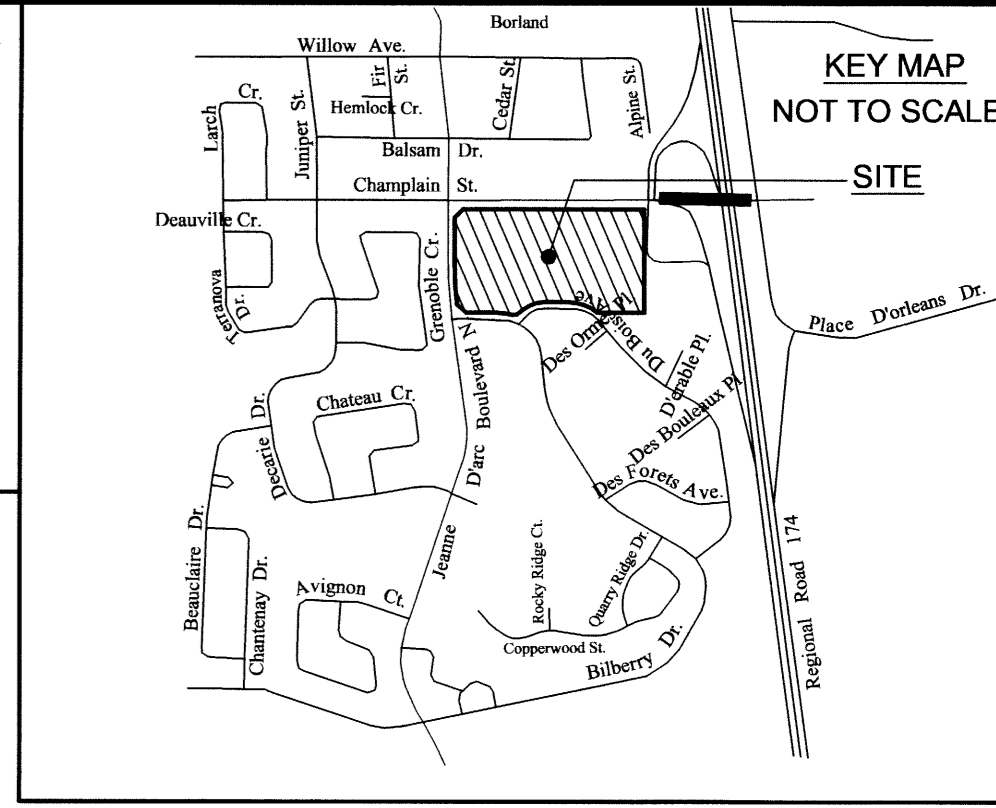 Borland
Willow Ave.
KEY MAP
NOT TO SCALE
Larch
Cr.
Juniper St.
Fir
St.
Hemlock Cr.
Cedar St.
Alpine St.
Balsam Dr.
Champlain St.
SITE
Deauville Cr.
Terranova
Dr.
Grenoble Cr.
Des Ormes Pl
Du Bois Ave
Place D'orleans Dr.
D'erable Pl.
Des Bouleaux Pl
Chateau Cr.
Decarie Dr.
Jeanne D'arc Boulevard N
Des Forets Ave.
Beauclaire Dr.
Chantenay Dr.
Avignon Ct.
Rocky Ridge Ct.
Quarry Ridge Dr.
Copperwood St.
Bilberry Dr.
Regional Road 174